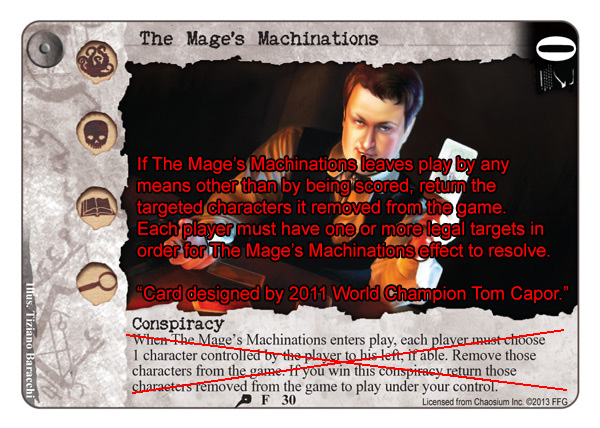 The Mage's Machinations
0
If The Mage's Machinations leaves play by any
means other than by being scored, return the
targeted characters it removed from the game.
Each player must have one or more legal targets in
order for The Mage's Machinations effect to resolve.
"Card designed by 2011 World Champion Tom Capor."
Conspiracy
When The Mage's Machinations enters play, each player must choose
1 character controlled by the player to his left, if able. Remove those
characters from the game. If you win this conspiracy return those
characters removed from the game to play under your control.
Illus. Tiziano Baracchi
F 30
Licensed from Chaosium Inc. ©2013 FFG